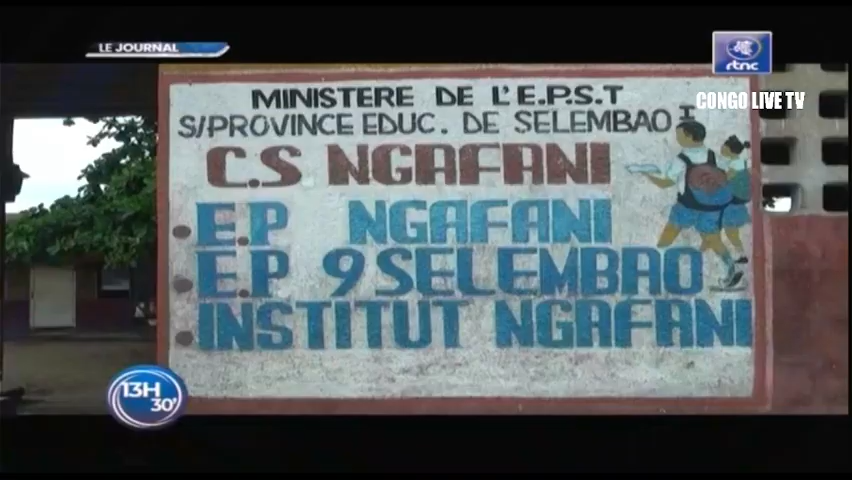 LE JOURNAL
rtnc
CONGO LIVE TV
MINISTERE DE L'E.P.S.T
S/PROVINCE EDUC. DE SELEMBAO I
C.S NGAFANI
• E.P NGAFANI
• E.P 9 SELEMBAO
• INSTITUT NGAFANI
13H
30'